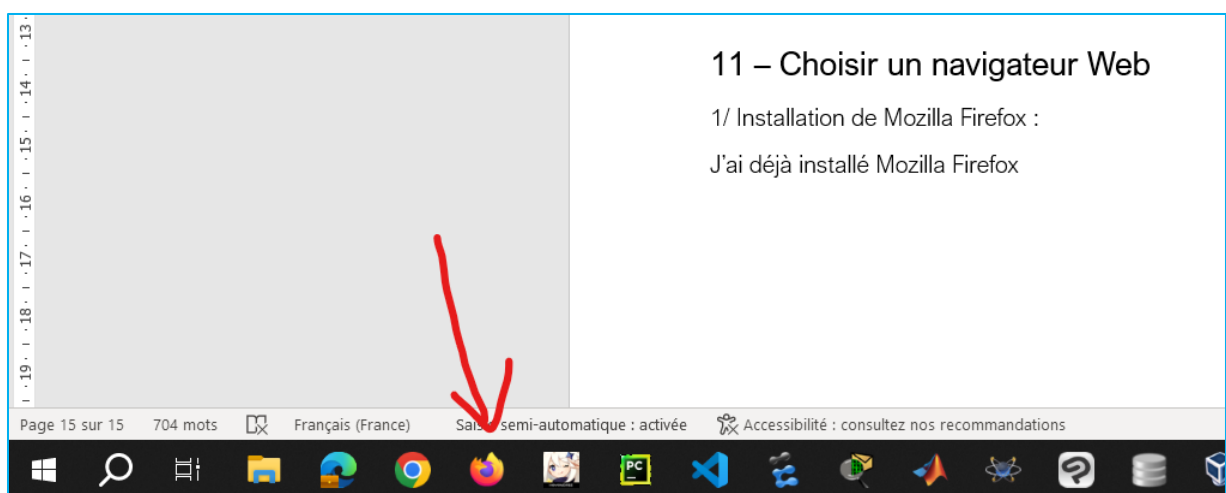 11 – Choisir un navigateur Web
1/ Installation de Mozilla Firefox :
J'ai déjà installé Mozilla Firefox
13
14
15
16
17
18
19
Page 15 sur 15 704 mots Français (France) semi-automatique : activée Accessibilité : consultez nos recommandations
PC